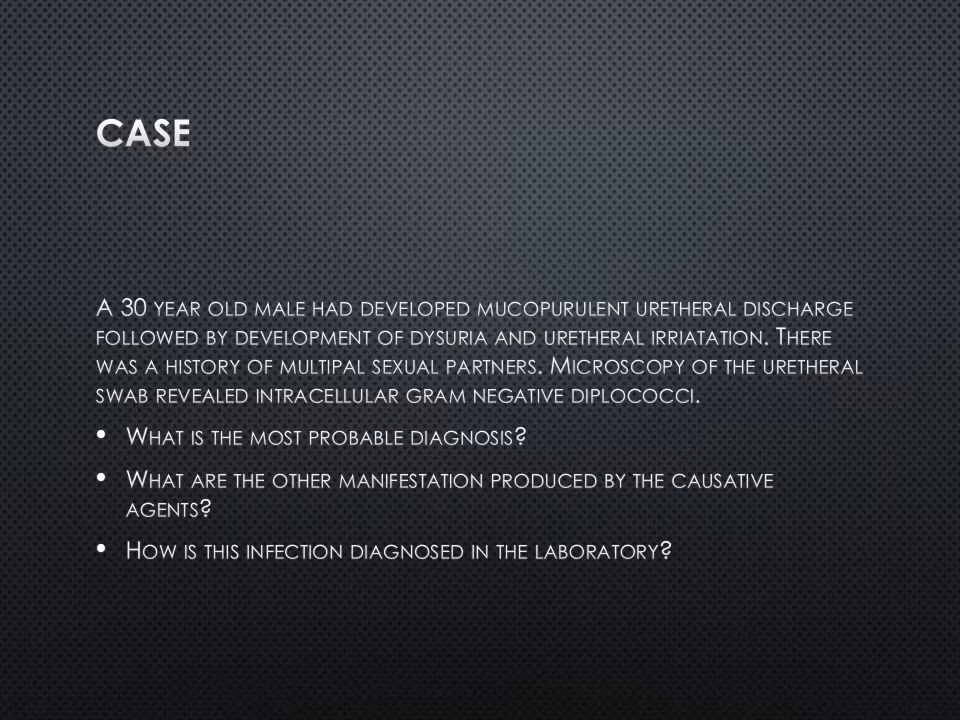 CASE
A 30 YEAR OLD MALE HAD DEVELOPED MUCOPURULENT URETHERAL DISCHARGE
FOLLOWED BY DEVELOPMENT OF DYSURIA AND URETHERAL IRRIATATION. THERE
WAS A HISTORY OF MULTIPAL SEXUAL PARTNERS. MICROSCOPY OF THE URETHERAL
SWAB REVEALED INTRACELLULAR GRAM NEGATIVE DIPLOCOCCI.
• WHAT IS THE MOST PROBABLE DIAGNOSIS?
• WHAT ARE THE OTHER MANIFESTATION PRODUCED BY THE CAUSATIVE
AGENTS?
• HOW IS THIS INFECTION DIAGNOSED IN THE LABORATORY?